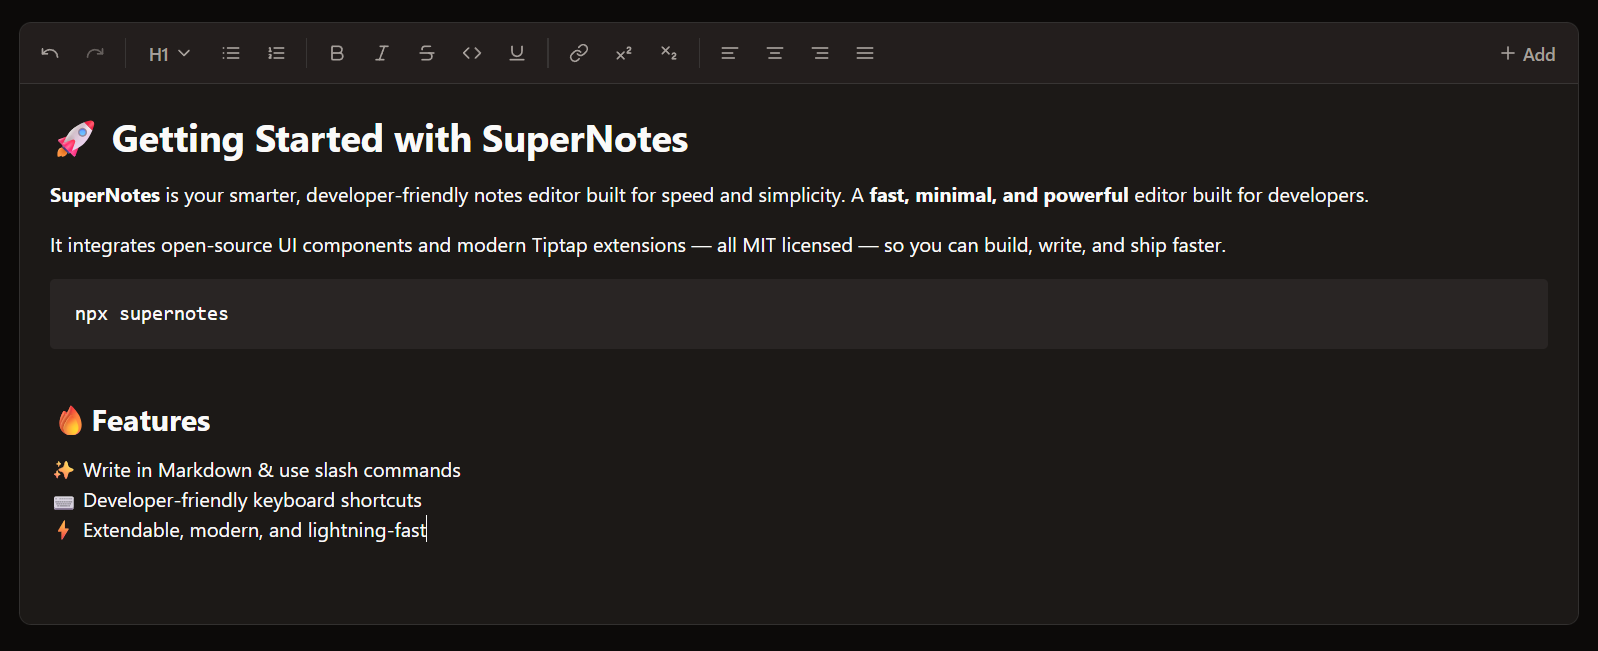 H1
Add
🚀 Getting Started with SuperNotes
SuperNotes is your smarter, developer-friendly notes editor built for speed and simplicity. A fast, minimal, and powerful editor built for developers.
It integrates open-source UI components and modern Tiptap extensions — all MIT licensed — so you can build, write, and ship faster.
npx supernotes
🔥 Features
✨ Write in Markdown & use slash commands
⌨️ Developer-friendly keyboard shortcuts
⚡ Extendable, modern, and lightning-fast